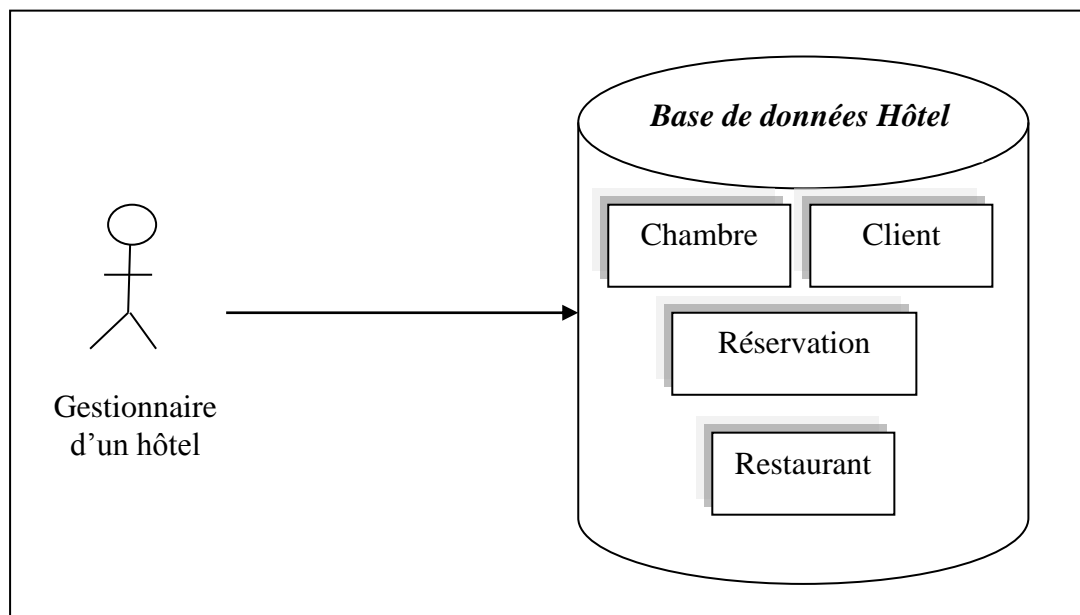 Base de données Hôtel
Chambre
Client
Réservation
Restaurant
Gestionnaire
d’un hôtel